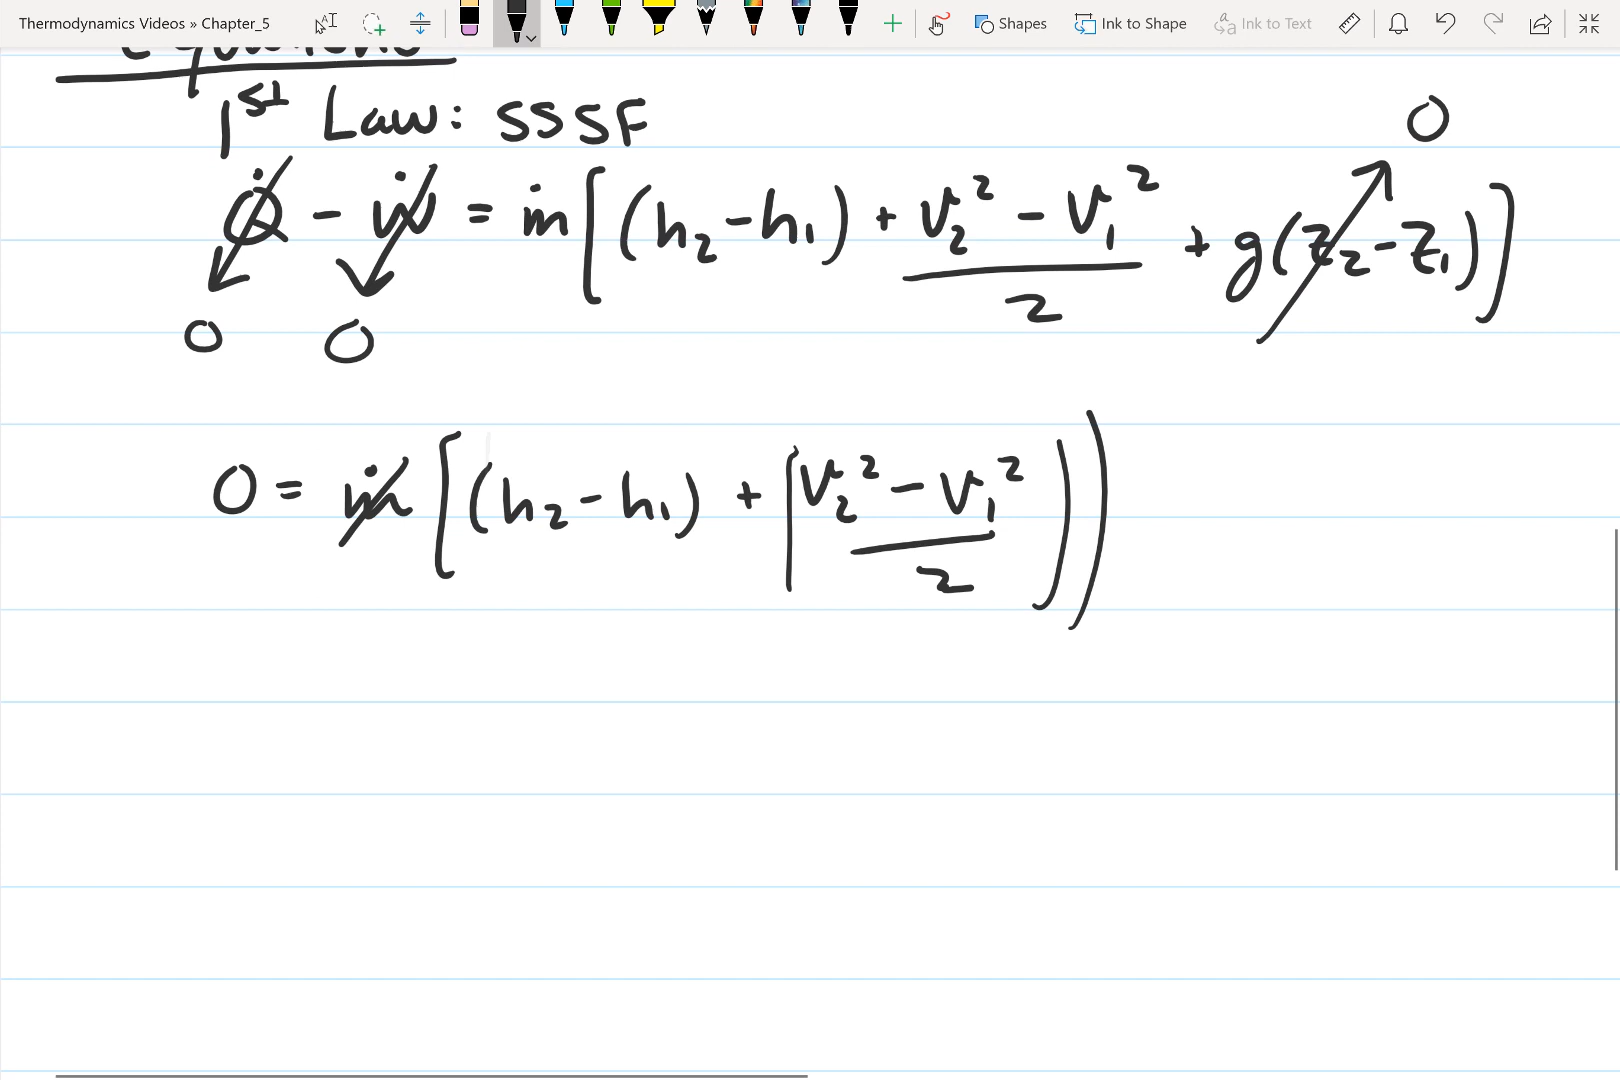 Thermodynamics Videos » Chapter_5
Shapes
Ink to Shape
Ink to Text
1st Law: SSSF
Q̇ - Ẇ = ṁ[(h₂-h₁) + V₂² - V₁² / 2 + g(z₂-z₁)]
0
0 0
0 = ṁ [(h₂-h₁) + (V₂² - V₁² / 2))